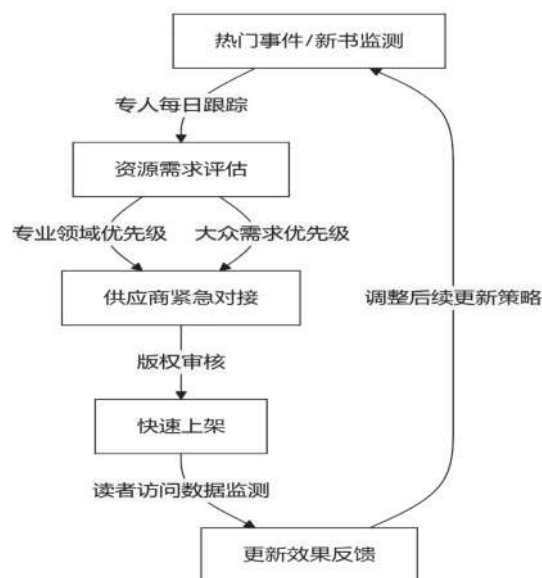 热门事件/新书监测
专人每日跟踪
资源需求评估
专业领域优先级
大众需求优先级
供应商紧急对接
调整后续更新策略
版权审核
快速上架
读者访问数据监测
更新效果反馈